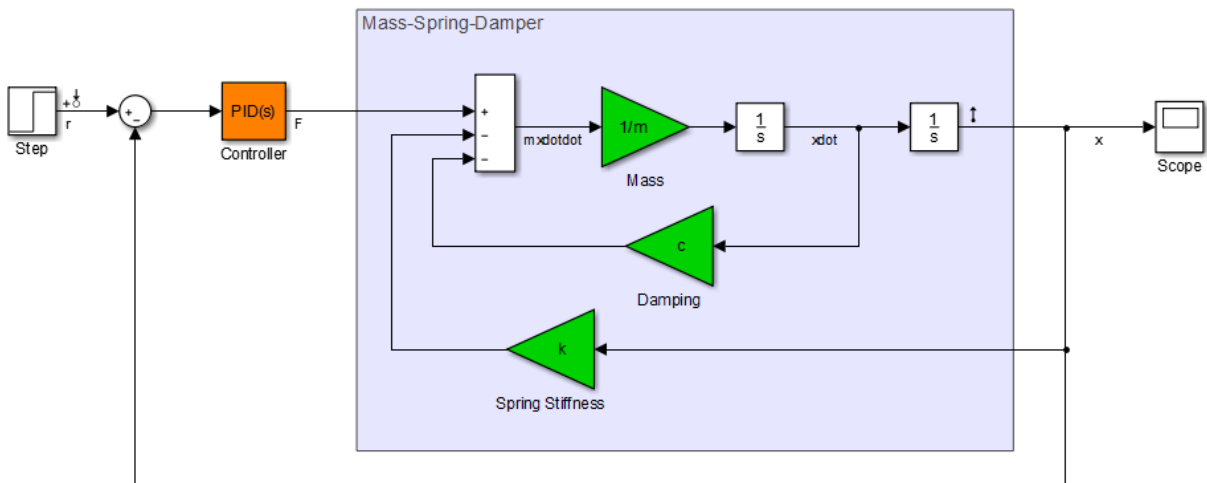 Mass-Spring-Damper
+
r
Step
+
−
PID(s)
Controller
F
+
−
−
mxdotdot
1/m
Mass
1
s
xdot
1
s
x
Scope
c
Damping
k
Spring Stiffness